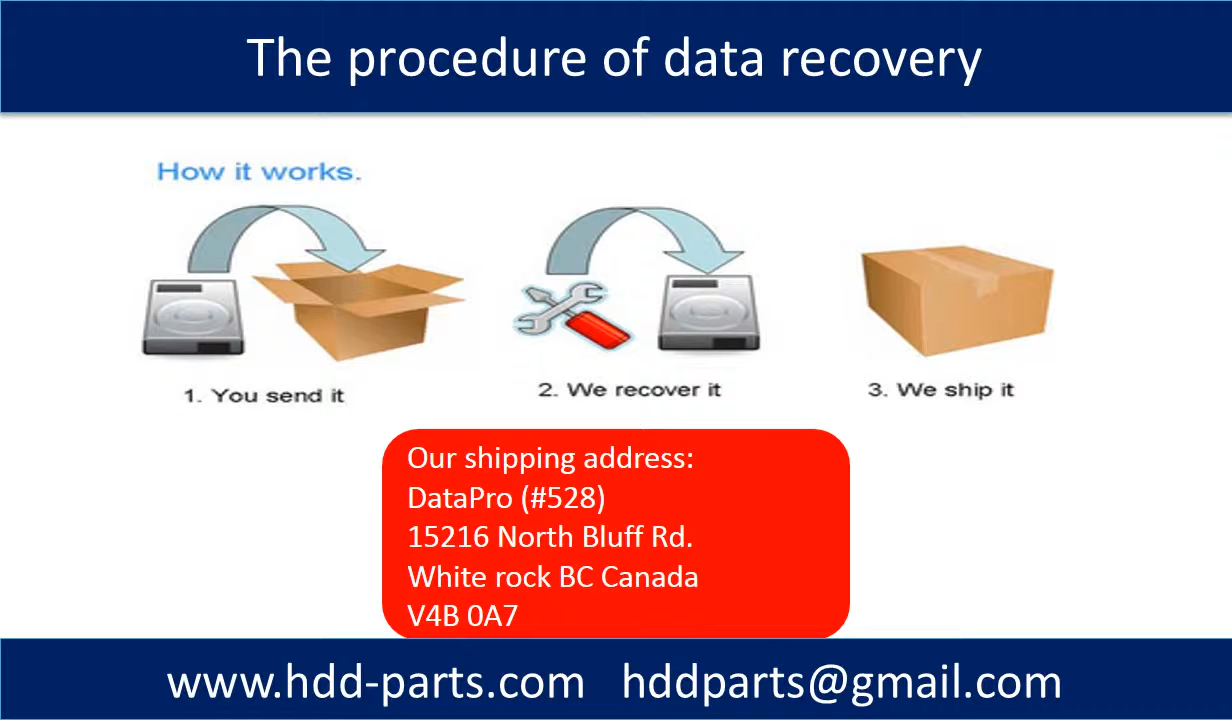 The procedure of data recovery
How it works.
1. You send it
2. We recover it
3. We ship it
Our shipping address:
DataPro (#528)
15216 North Bluff Rd.
White rock BC Canada
V4B 0A7
www.hdd-parts.com hddparts@gmail.com